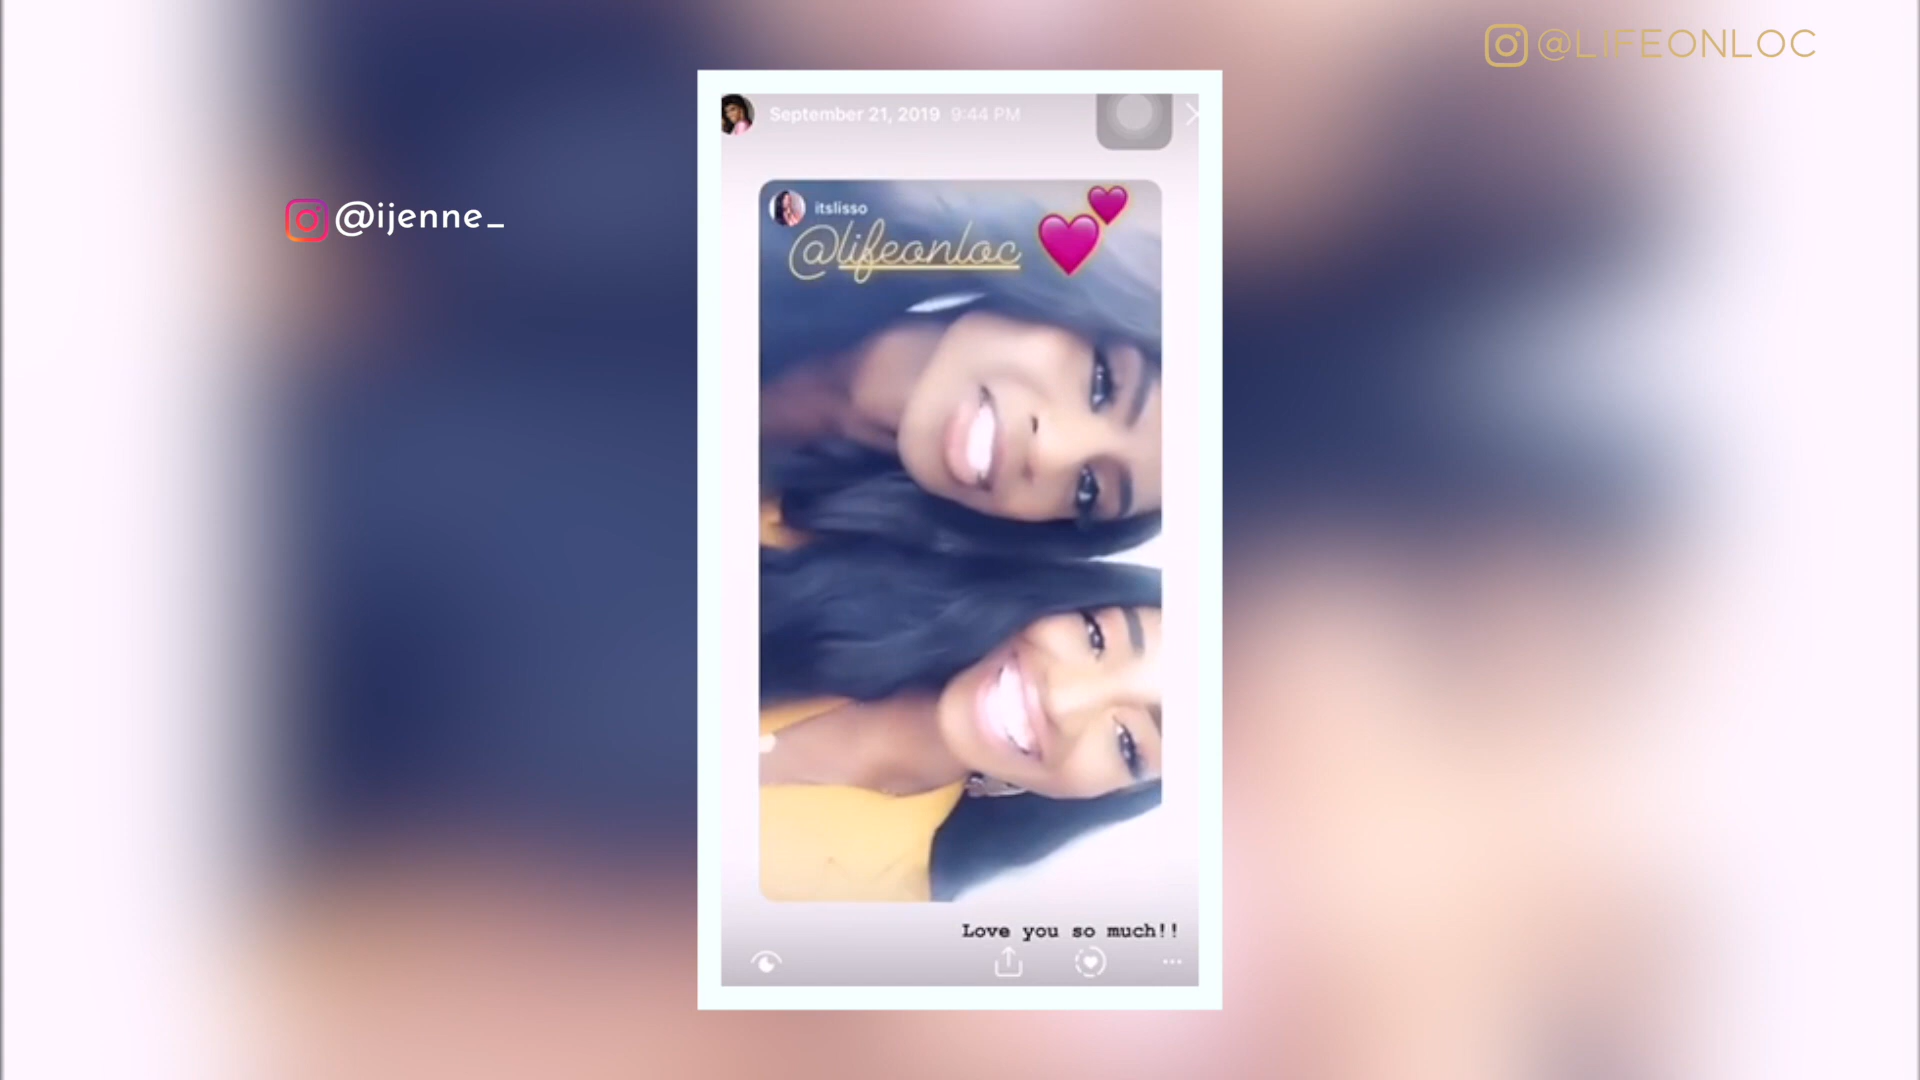 @LIFEONLOC
September 21, 2019 9:44 PM
itslisso
@ijenne_
@lifeonloc
Love you so much!!